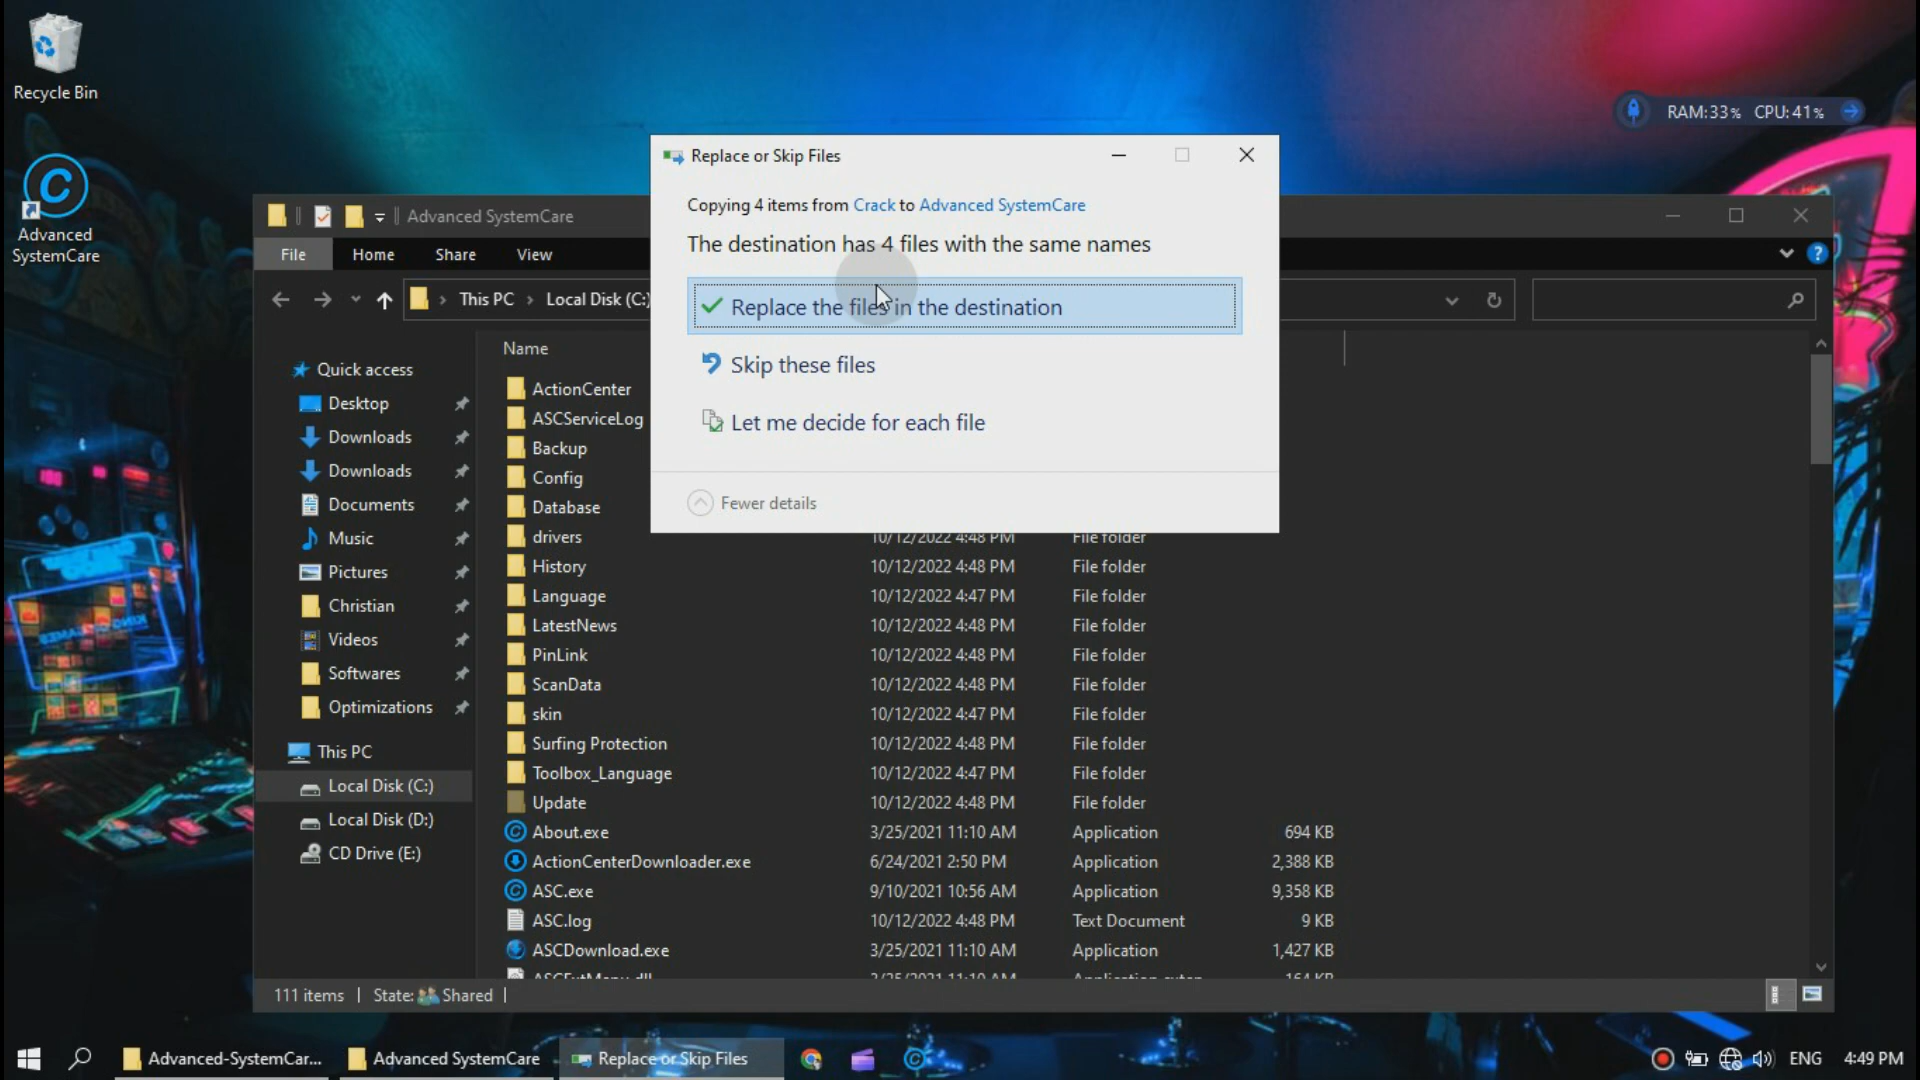 Recycle Bin
RAM:33% CPU:41%
Advanced
SystemCare
Replace or Skip Files
Copying 4 items from Crack to Advanced SystemCare
The destination has 4 files with the same names
Replace the files in the destination
Skip these files
Let me decide for each file
Fewer details
Advanced SystemCare
File Home Share View
This PC Local Disk (C:)
Name
Quick access
Desktop
Downloads
Downloads
Documents
Music
Pictures
Christian
Videos
Softwares
Optimizations
This PC
Local Disk (C:)
Local Disk (D:)
CD Drive (E:)
ActionCenter
ASCServiceLog
Backup
Config
Database
drivers 10/12/2022 4:48 PM File folder
History 10/12/2022 4:48 PM File folder
Language 10/12/2022 4:47 PM File folder
LatestNews 10/12/2022 4:48 PM File folder
PinLink 10/12/2022 4:48 PM File folder
ScanData 10/12/2022 4:48 PM File folder
skin 10/12/2022 4:47 PM File folder
Surfing Protection 10/12/2022 4:48 PM File folder
Toolbox_Language 10/12/2022 4:47 PM File folder
Update 10/12/2022 4:48 PM File folder
About.exe 3/25/2021 11:10 AM Application 694 KB
ActionCenterDownloader.exe 6/24/2021 2:50 PM Application 2,388 KB
ASC.exe 9/10/2021 10:56 AM Application 9,358 KB
ASC.log 10/12/2022 4:48 PM Text Document 9 KB
ASCDownload.exe 3/25/2021 11:10 AM Application 1,427 KB
111 items State: Shared
Advanced-SystemCar... Advanced SystemCare Replace or Skip Files ENG 4:49 PM